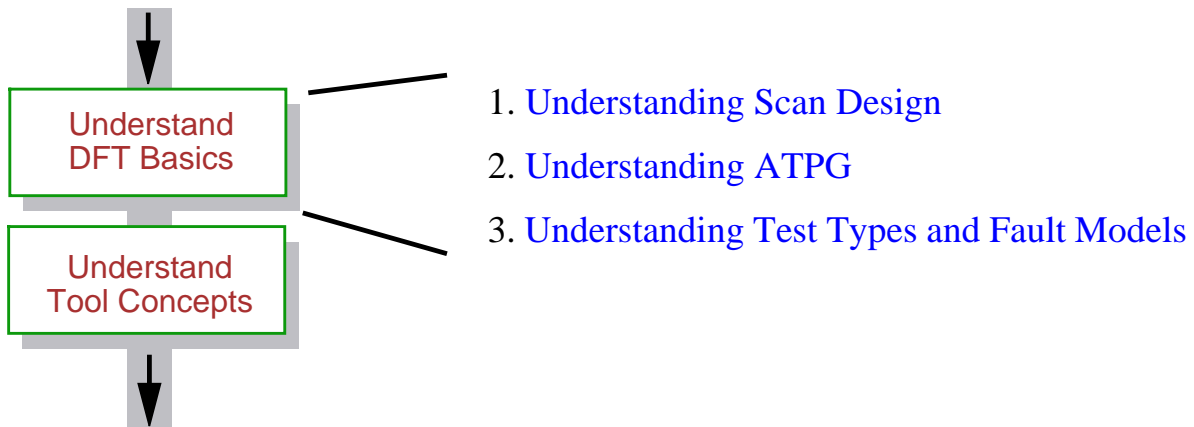 Understand
DFT Basics
1. Understanding Scan Design
2. Understanding ATPG
3. Understanding Test Types and Fault Models
Understand
Tool Concepts